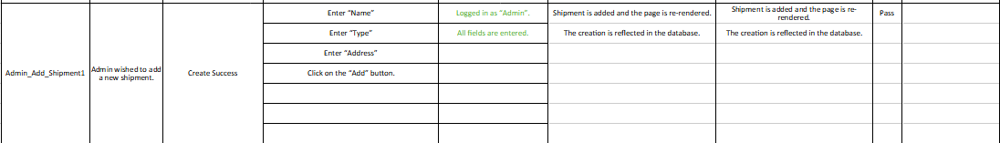 Enter "Name"
Logged in as "Admin".
Shipment is added and the page is re-rendered.
Shipment is added and the page is re-
rendered.
Pass
Enter "Type"
All fields are entered.
The creation is reflected in the database.
The creation is reflected in the database.
Enter "Address"
Admin_Add_Shipment1
Admin wished to add
a new shipment.
Create Success
Click on the "Add" button.